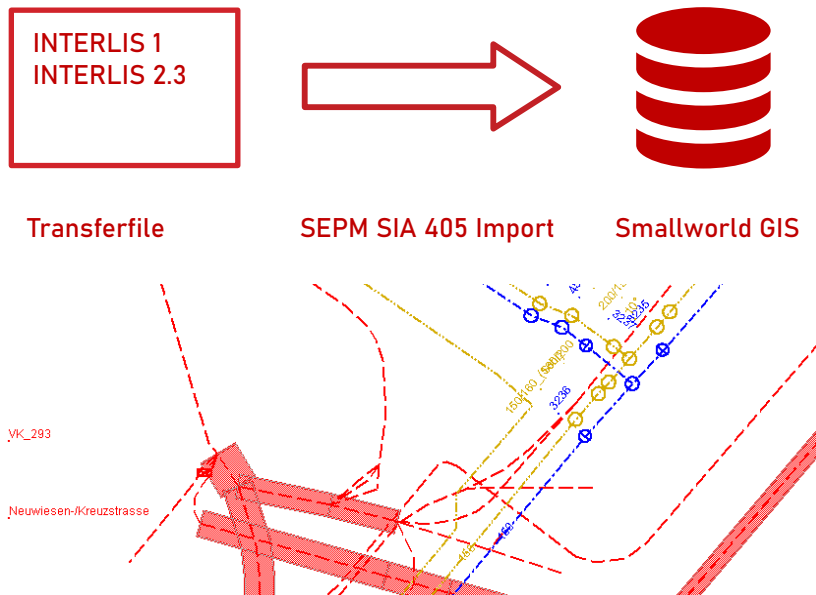 INTERLIS 1
INTERLIS 2.3
Transferfile
SEPM SIA 405 Import
Smallworld GIS
VK_293
Neuwiesen-/Kreuzstrasse
3236